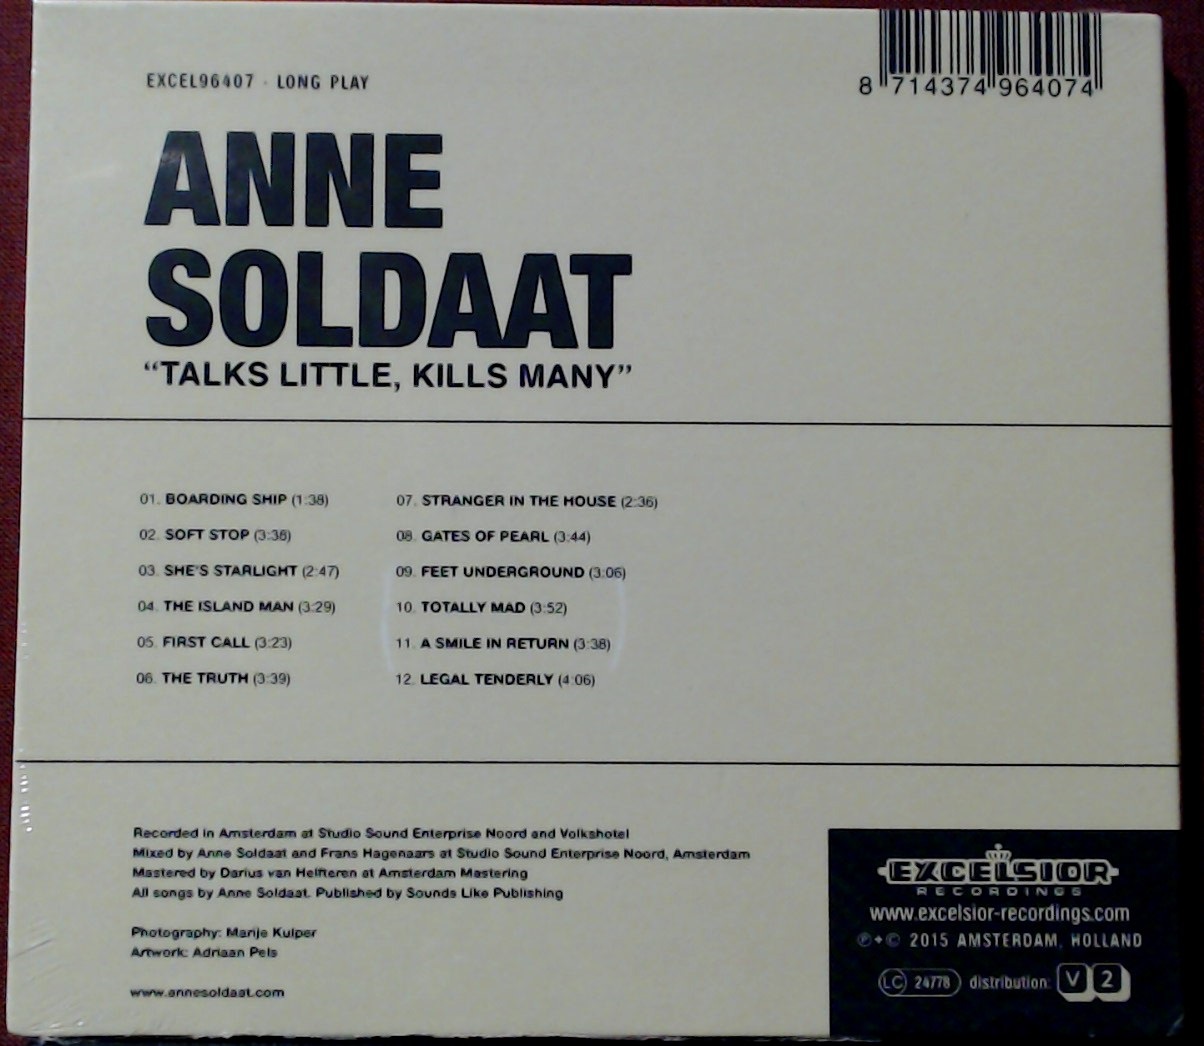 EXCEL96407 · LONG PLAY
8 714374 964074
ANNE
SOLDAAT
“TALKS LITTLE, KILLS MANY”
01. BOARDING SHIP (1:38)
02. SOFT STOP (3:36)
03. SHE'S STARLIGHT (2:47)
04. THE ISLAND MAN (3:29)
05. FIRST CALL (3:23)
06. THE TRUTH (3:39)
07. STRANGER IN THE HOUSE (2:36)
08. GATES OF PEARL (3:44)
09. FEET UNDERGROUND (3:06)
10. TOTALLY MAD (3:52)
11. A SMILE IN RETURN (3:38)
12. LEGAL TENDERLY (4:06)
Recorded in Amsterdam at Studio Sound Enterprise Noord and Volkshotel
Mixed by Anne Soldaat and Frans Hagenaars at Studio Sound Enterprise Noord, Amsterdam
Mastered by Darius van Helfteren at Amsterdam Mastering
All songs by Anne Soldaat. Published by Sounds Like Publishing
Photography: Marije Kuiper
Artwork: Adriaan Pels
www.annesoldaat.com
EXCELSIOR
RECORDINGS
www.excelsior-recordings.com
℗+© 2015 AMSTERDAM, HOLLAND
LC 24778 distribution: V2